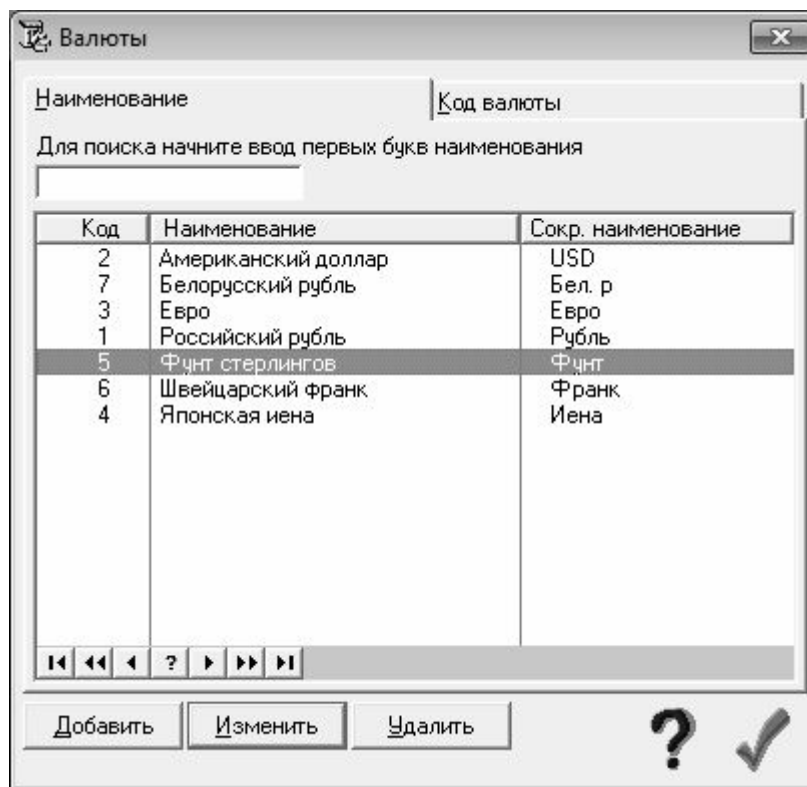 Валюты
Наименование Код валюты
Для поиска начните ввод первых букв наименования
Код Наименование Сокр. наименование
2 Американский доллар USD
7 Белорусский рубль Бел. р
3 Евро Евро
1 Российский рубль Рубль
5 Фунт стерлингов Фунт
6 Швейцарский франк Франк
4 Японская иена Иена
?
Добавить Изменить Удалить ?